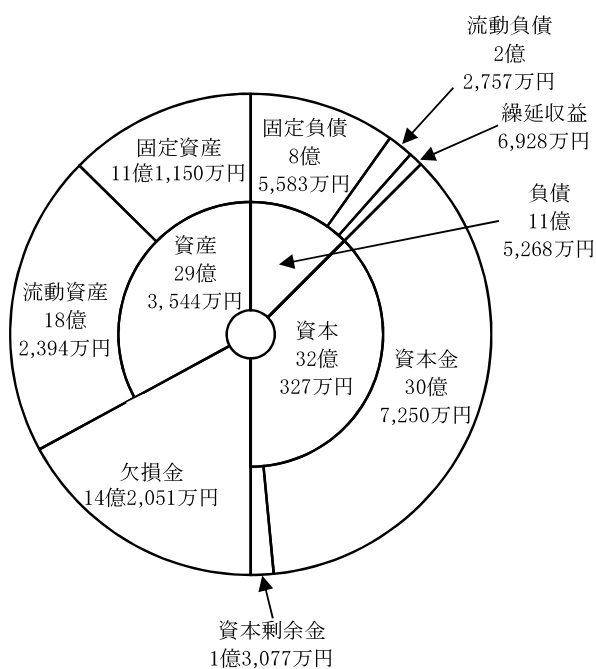 流動負債
2億
2,757万円
繰延収益
6,928万円
固定負債
8億
5,583万円
固定資産
11億1,150万円
負債
11億
5,268万円
資産
29億
3,544万円
流動資産
18億
2,394万円
資本
32億
327万円
資本金
30億
7,250万円
欠損金
14億2,051万円
資本剰余金
1億3,077万円